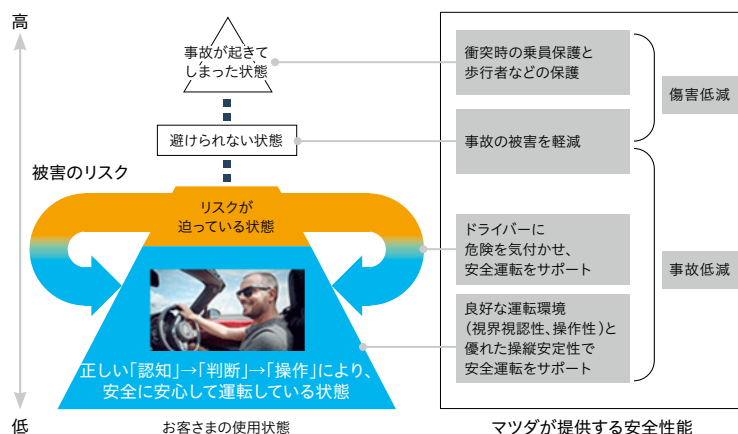 高
事故が起きて
しまった状態
避けられない状態
被害のリスク
リスクが
迫っている状態
正しい「認知」→「判断」→「操作」により、
安全に安心して運転している状態
低
お客さまの使用状態
衝突時の乗員保護と
歩行者などの保護
傷害低減
事故の被害を軽減
ドライバーに
危険を気付かせ、
安全運転をサポート
事故低減
良好な運転環境
(視界視認性、操作性)と
優れた操縦安定性で
安全運転をサポート
マツダが提供する安全性能